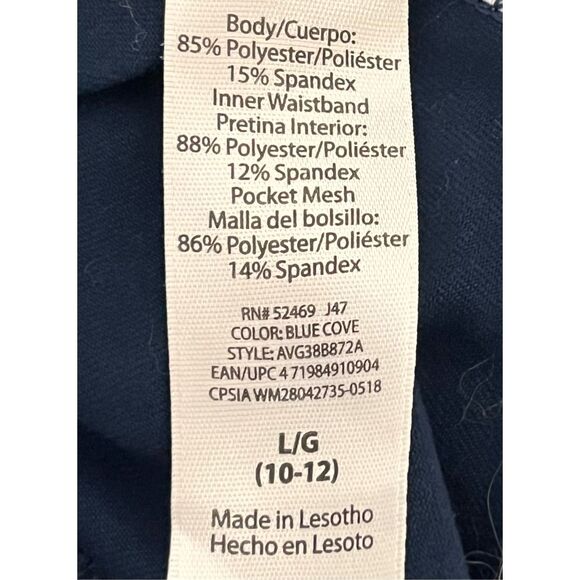 Body/Cuerpo:
85% Polyester/Poliéster
15% Spandex
Inner Waistband
Pretina Interior:
88% Polyester/Poliéster
12% Spandex
Pocket Mesh
Malla del bolsillo:
86% Polyester/Poliéster
14% Spandex
RN# 52469 J47
COLOR: BLUE COVE
STYLE: AVG38B872A
EAN/UPC 4 71984910904
CPSIA WM28042735-0518
L/G
(10-12)
Made in Lesotho
Hecho en Lesoto